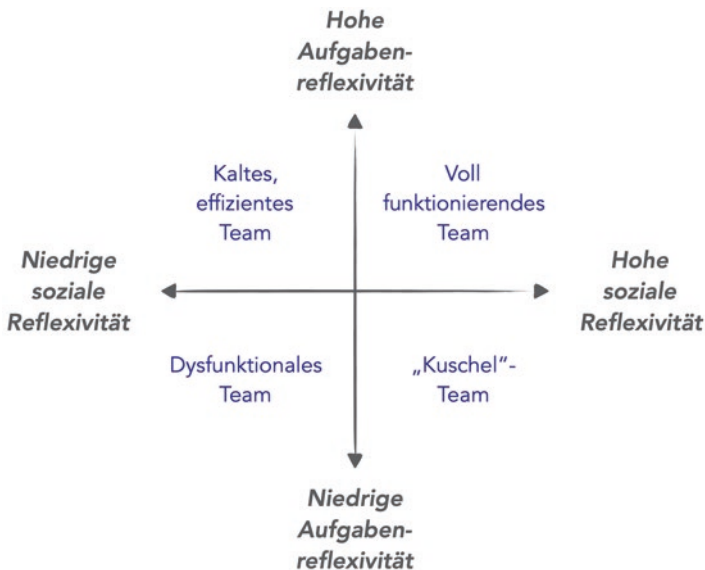 Hohe
Aufgaben-
reflexivität
Kaltes,
effizientes
Team
Voll
funktionierendes
Team
Niedrige
soziale
Reflexivität
Hohe
soziale
Reflexivität
Dysfunktionales
Team
„Kuschel”-
Team
Niedrige
Aufgaben-
reflexivität